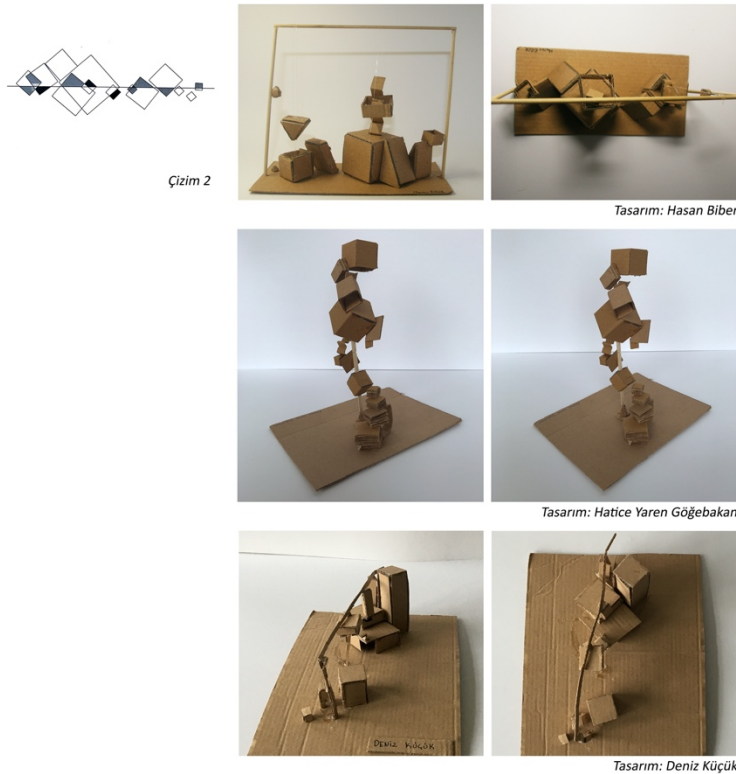 Çizim 2
Tasarım: Hasan Biber
Tasarım: Hatice Yaren Göğebakan
DENİZ KÜÇÜK
Tasarım: Deniz Küçük